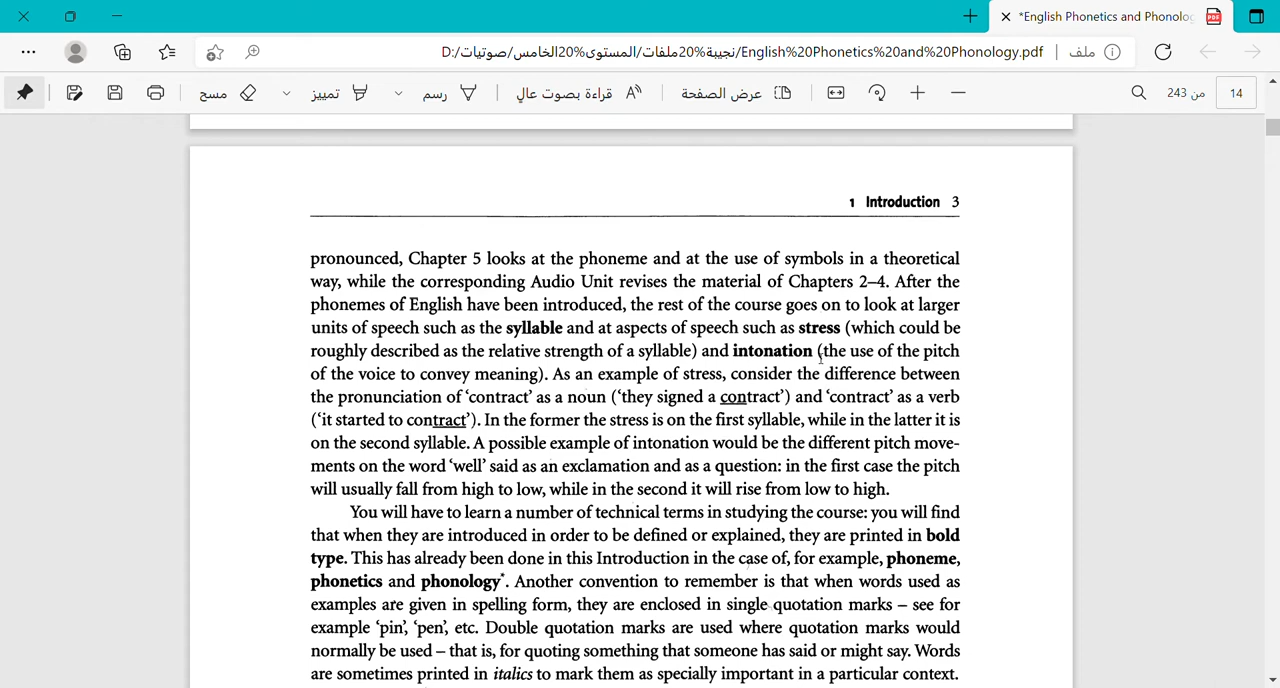 *English Phonetics and Phonolog
D:/نجيبة%20ملفات/المستوى%20الخامس/صوتيات/English%20Phonetics%20and%20Phonology.pdf
ملف
مسح
تمييز
رسم
قراءة بصوت عالٍ
عرض الصفحة
من 243
14
1 Introduction 3
pronounced, Chapter 5 looks at the phoneme and at the use of symbols in a theoretical
way, while the corresponding Audio Unit revises the material of Chapters 2–4. After the
phonemes of English have been introduced, the rest of the course goes on to look at larger
units of speech such as the syllable and at aspects of speech such as stress (which could be
roughly described as the relative strength of a syllable) and intonation (the use of the pitch
of the voice to convey meaning). As an example of stress, consider the difference between
the pronunciation of ‘contract’ as a noun (‘they signed a contract’) and ‘contract’ as a verb
(‘it started to contract’). In the former the stress is on the first syllable, while in the latter it is
on the second syllable. A possible example of intonation would be the different pitch move-
ments on the word ‘well’ said as an exclamation and as a question: in the first case the pitch
will usually fall from high to low, while in the second it will rise from low to high.
You will have to learn a number of technical terms in studying the course: you will find
that when they are introduced in order to be defined or explained, they are printed in bold
type. This has already been done in this Introduction in the case of, for example, phoneme,
phonetics and phonology*. Another convention to remember is that when words used as
examples are given in spelling form, they are enclosed in single quotation marks – see for
example ‘pin’, ‘pen’, etc. Double quotation marks are used where quotation marks would
normally be used – that is, for quoting something that someone has said or might say. Words
are sometimes printed in italics to mark them as specially important in a particular context.